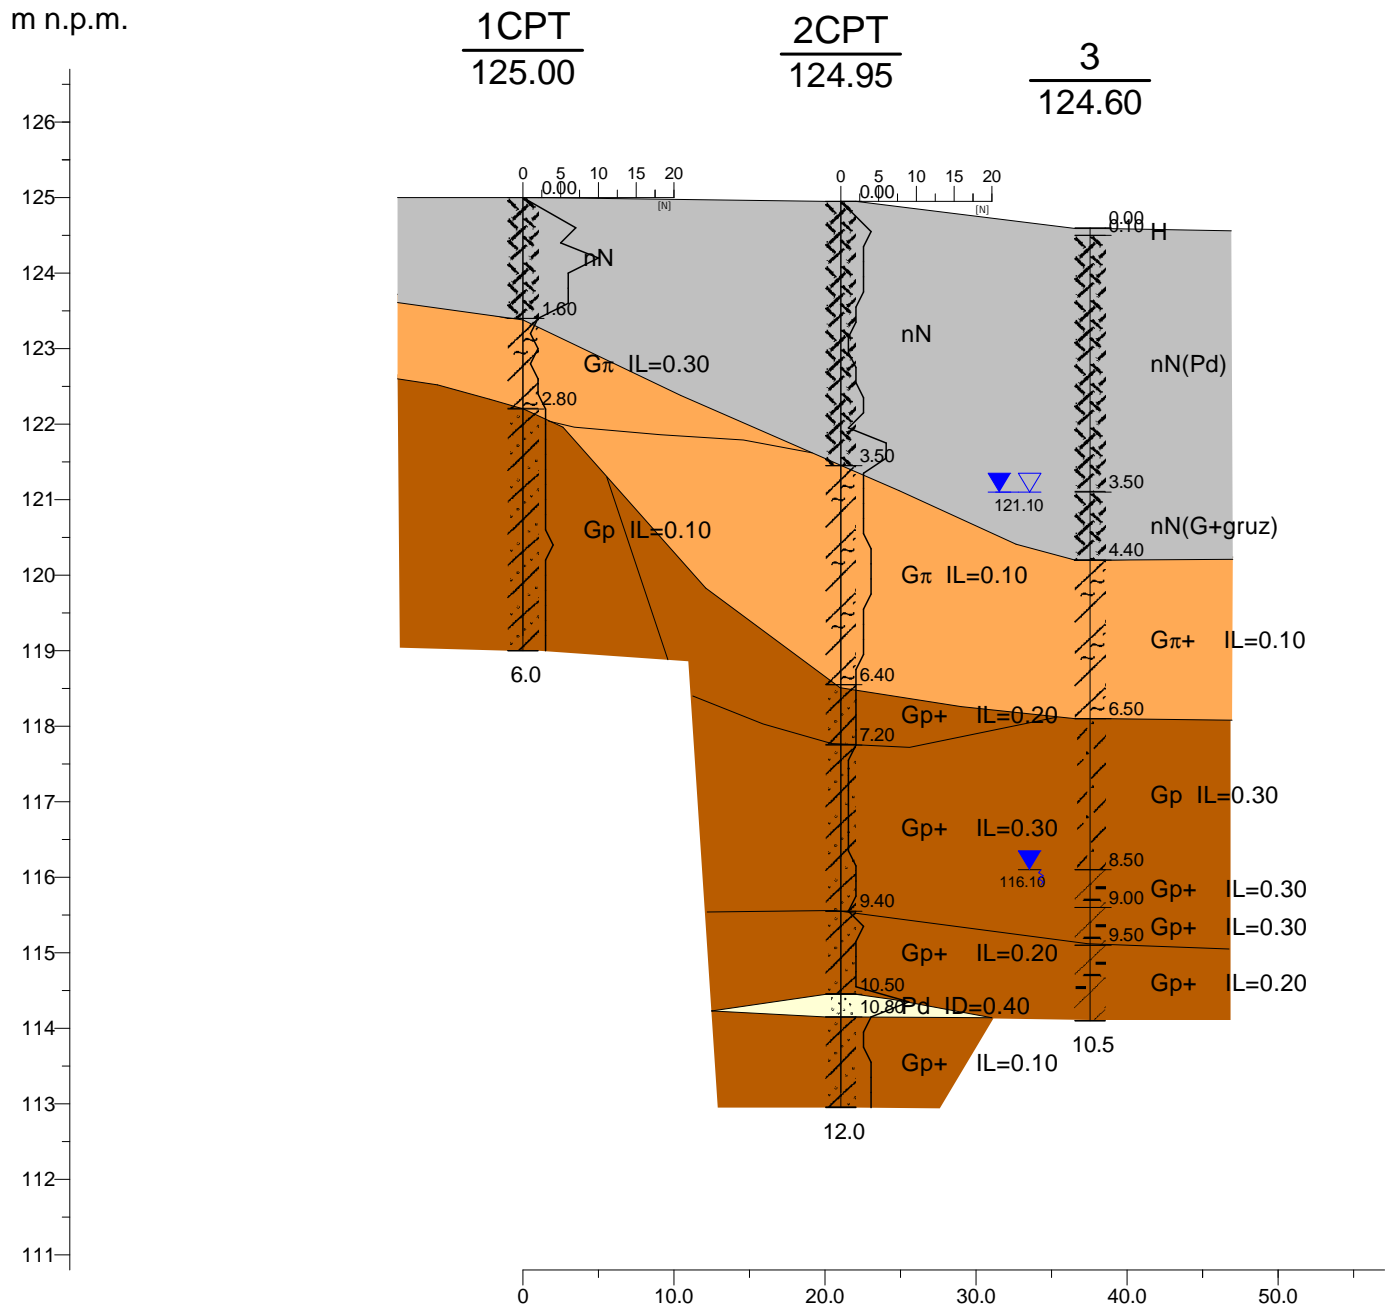 m n.p.m.
1CPT
125.00
2CPT
124.95
3
124.60
126
125
124
123
122
121
120
119
118
117
116
115
114
113
112
111
0 5 10 15 20
[N]
0.00
nN
1.60
Gπ IL=0.30
2.80
Gp IL=0.10
6.0
0 5 10 15 20
[N]
0.00
nN
3.50
Gπ IL=0.10
6.40
Gp+ IL=0.20
7.20
Gp+ IL=0.30
9.40
Gp+ IL=0.20
10.50
Pd ID=0.40
10.80
Gp+ IL=0.10
12.0
0.00
0.10 H
nN(Pd)
121.10
3.50
nN(G+gruz)
4.40
Gπ+ IL=0.10
6.50
Gp IL=0.30
116.10
8.50
Gp+ IL=0.30
9.00
Gp+ IL=0.30
9.50
Gp+ IL=0.20
10.5
0 10.0 20.0 30.0 40.0 50.0